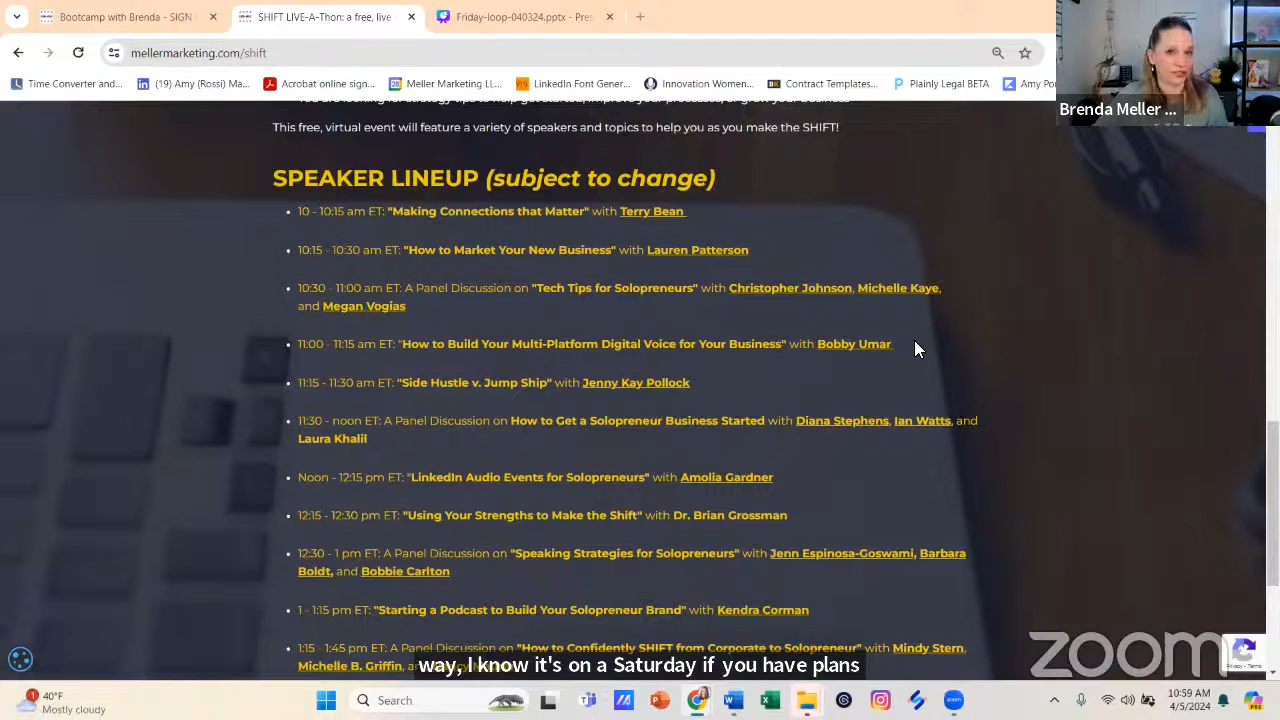 Bootcamp with Brenda - SIGN
SHIFT LIVE-A-Thon: a free, live
Friday-loop-040324.pptx - Pres
mellermarketing.com/shift
Time Converter and...
(19) Amy (Rossi) Ma...
Acrobat online sign...
28 Meller Marketing LL...
LinkedIn Font Gener...
Innovation Women...
Contract Templates...
Plainly Legal BETA
Amy Po
Brenda Meller ...
This free, virtual event will feature a variety of speakers and topics to help you as you make the SHIFT!
SPEAKER LINEUP (subject to change)
10 - 10:15 am ET: "Making Connections that Matter" with Terry Bean
10:15 - 10:30 am ET: "How to Market Your New Business" with Lauren Patterson
10:30 - 11:00 am ET: A Panel Discussion on "Tech Tips for Solopreneurs" with Christopher Johnson, Michelle Kaye,
and Megan Vogias
11:00 - 11:15 am ET: "How to Build Your Multi-Platform Digital Voice for Your Business" with Bobby Umar
11:15 - 11:30 am ET: "Side Hustle v. Jump Ship" with Jenny Kay Pollock
11:30 - noon ET: A Panel Discussion on How to Get a Solopreneur Business Started with Diana Stephens, Ian Watts, and
Laura Khalil
Noon - 12:15 pm ET: "LinkedIn Audio Events for Solopreneurs" with Amolia Gardner
12:15 - 12:30 pm ET: "Using Your Strengths to Make the Shift" with Dr. Brian Grossman
12:30 - 1 pm ET: A Panel Discussion on "Speaking Strategies for Solopreneurs" with Jenn Espinosa-Goswami, Barbara
Boldt, and Bobbie Carlton
1 - 1:15 pm ET: "Starting a Podcast to Build Your Solopreneur Brand" with Kendra Corman
1:15 - 1:45 pm ET: A Panel Discussion on "How to Confidently SHIFT from Corporate to Solopreneur" with Mindy Stern,
Michelle B. Griffin,
way, I know it's on a Saturday if you have plans
zoom
Privacy - Terms
1
40°F
Mostly cloudy
Search
10:59 AM
4/5/2024